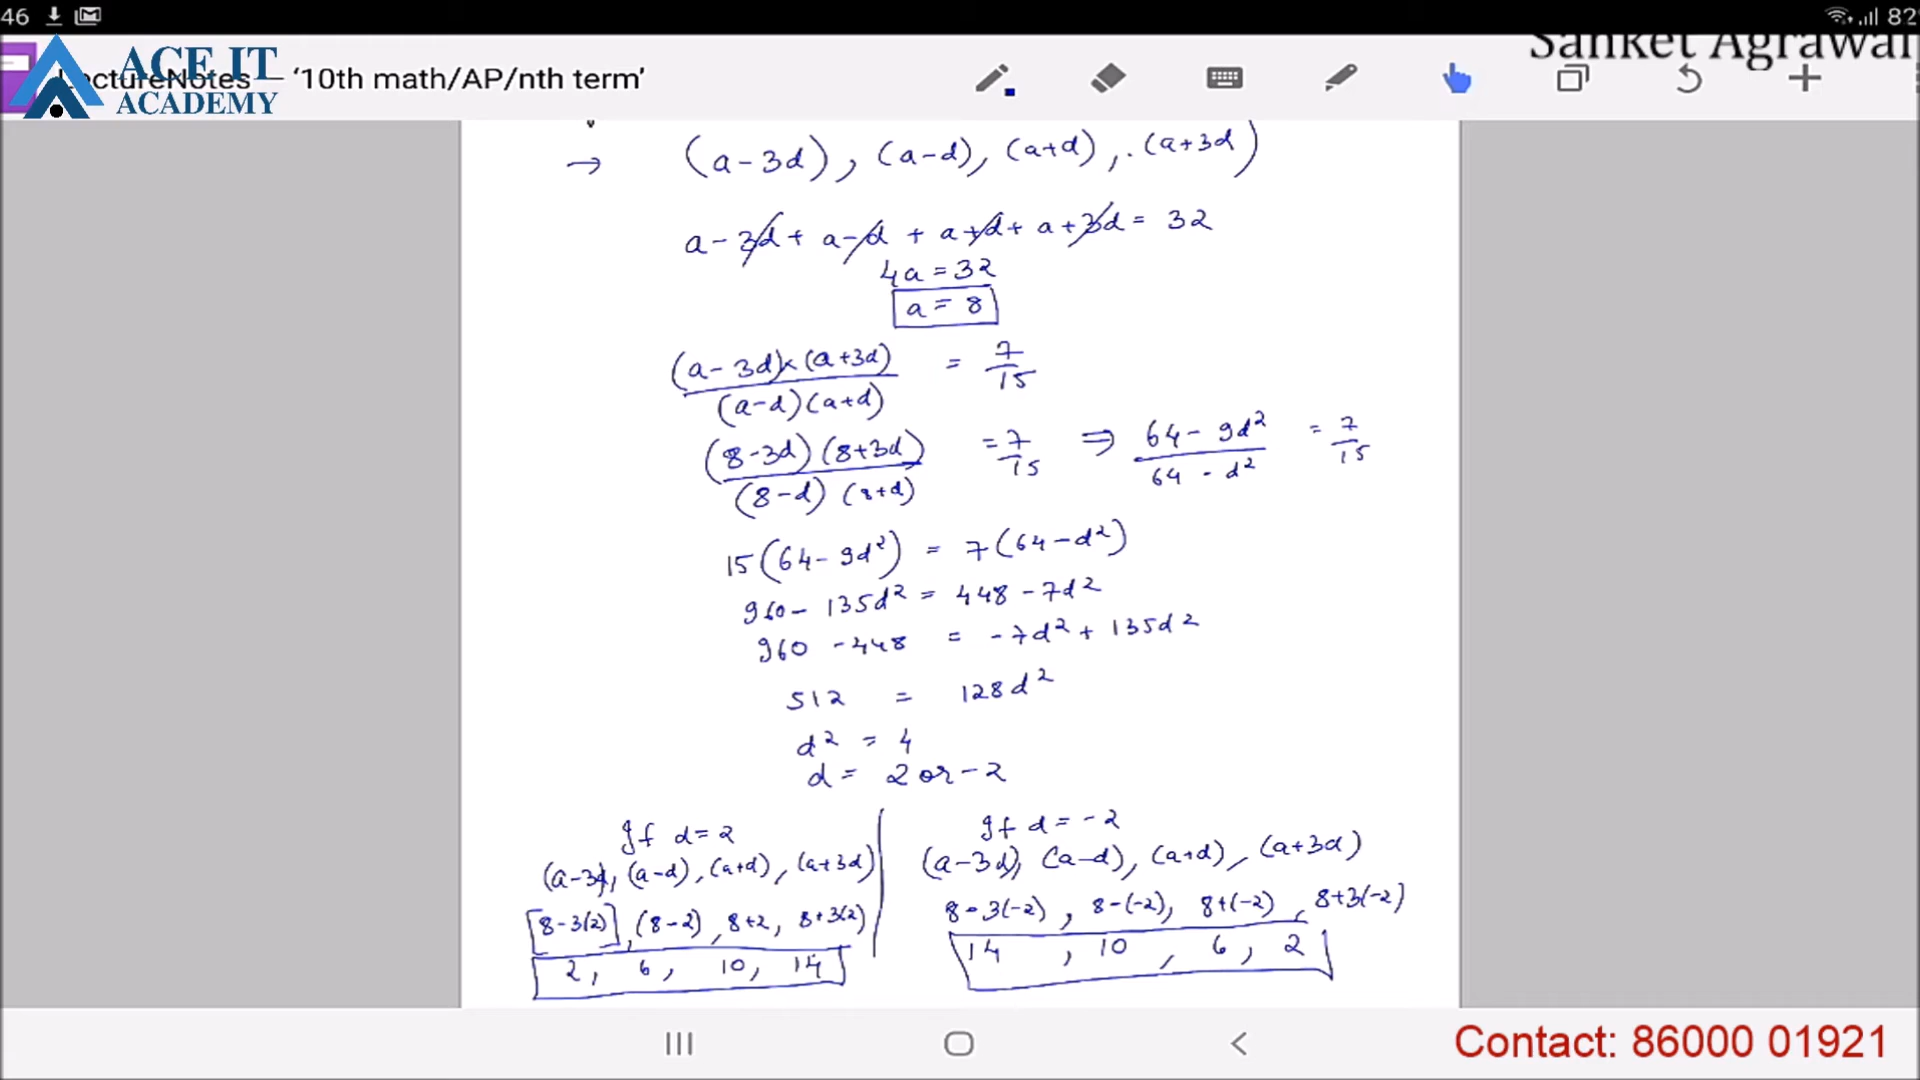 46
82
Sanket Agrawal
ACE IT
ACADEMY
LectureNotes – ‘10th math/AP/nth term’
→ (a-3d), (a-d), (a+d), (a+3d)
a-3d + a-d + a+d + a+3d = 32
4a = 32
a = 8
(a-3d)×(a+3d) / (a-d)(a+d) = 7/15
(8-3d)(8+3d) / (8-d)(8+d) = 7/15 ⇒ 64-9d² / 64-d² = 7/15
15(64-9d²) = 7(64-d²)
960-135d² = 448-7d²
960-448 = -7d²+135d²
512 = 128d²
d² = 4
d = 2 or -2
If d=2
(a-3d), (a-d), (a+d), (a+3d)
[8-3(2)], (8-2), 8+2, 8+3(2)
2, 6, 10, 14
If d=-2
(a-3d), (a-d), (a+d), (a+3d)
8-3(-2), 8-(-2), 8+(-2), 8+3(-2)
14, 10, 6, 2
Contact: 86000 01921